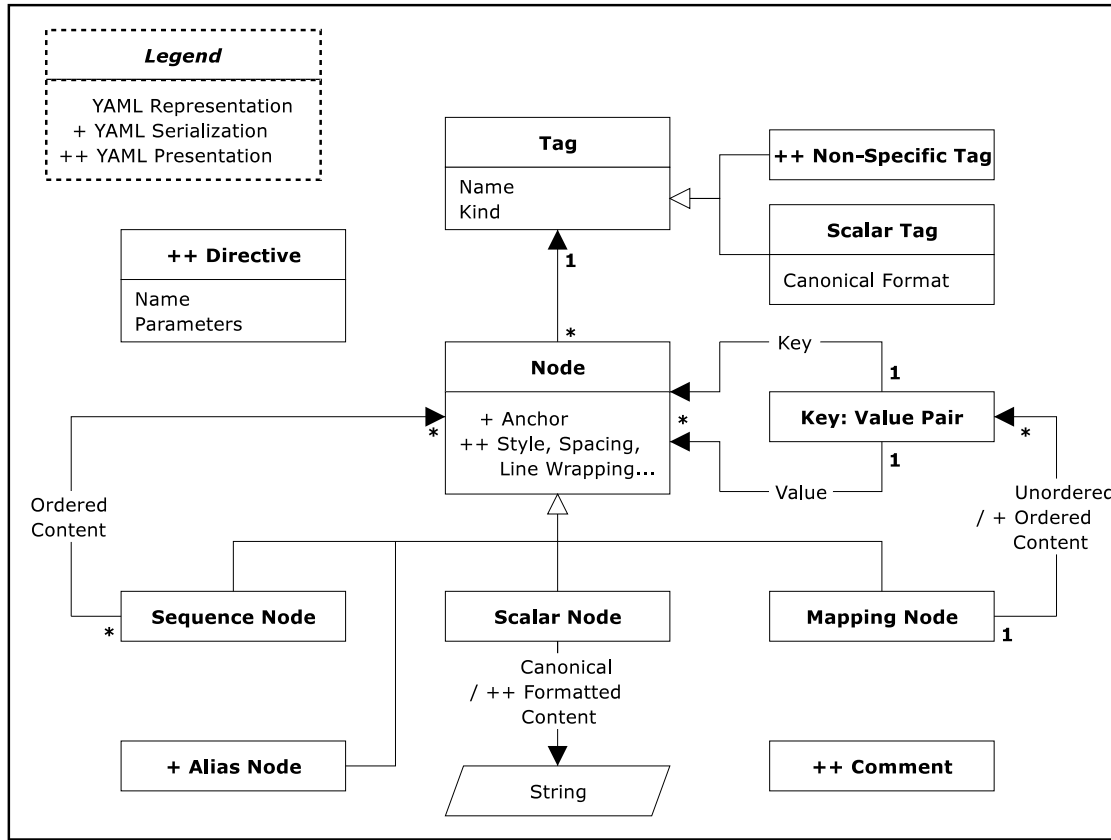 Legend
YAML Representation
+ YAML Serialization
++ YAML Presentation
Tag
Name
Kind
++ Non-Specific Tag
Scalar Tag
Canonical Format
++ Directive
Name
Parameters
1
*
Node
+ Anchor
++ Style, Spacing,
Line Wrapping...
Key
1
*
Key: Value Pair
1
Value
*
*
Ordered
Content
Unordered
/ + Ordered
Content
Sequence Node
*
Scalar Node
Mapping Node
1
Canonical
/ ++ Formatted
Content
+ Alias Node
String
++ Comment